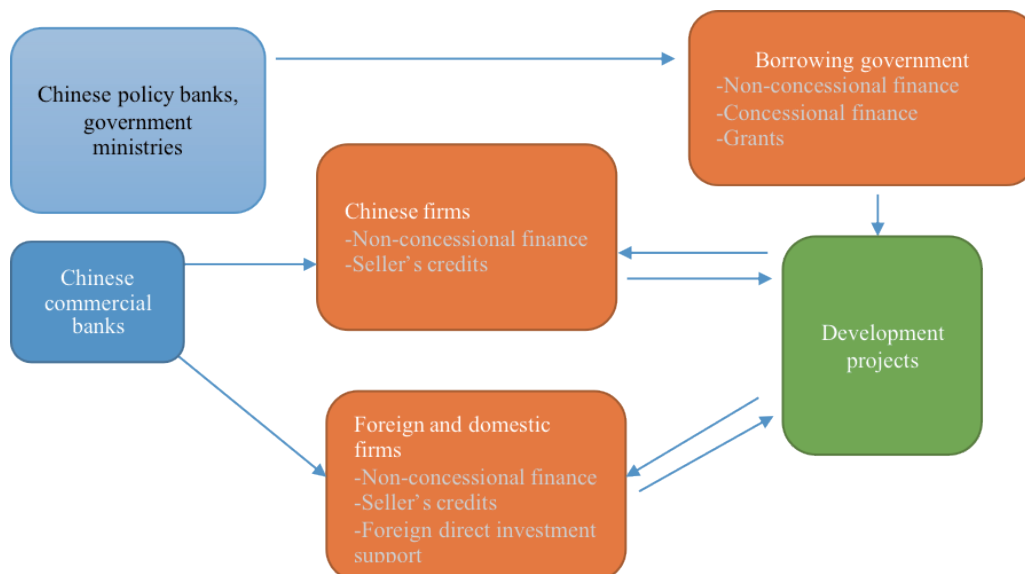 Chinese policy banks,
government
ministries
Borrowing government
-Non-concessional finance
-Concessional finance
-Grants
Chinese firms
-Non-concessional finance
-Seller’s credits
Chinese
commercial
banks
Development
projects
Foreign and domestic
firms
-Non-concessional finance
-Seller’s credits
-Foreign direct investment
support